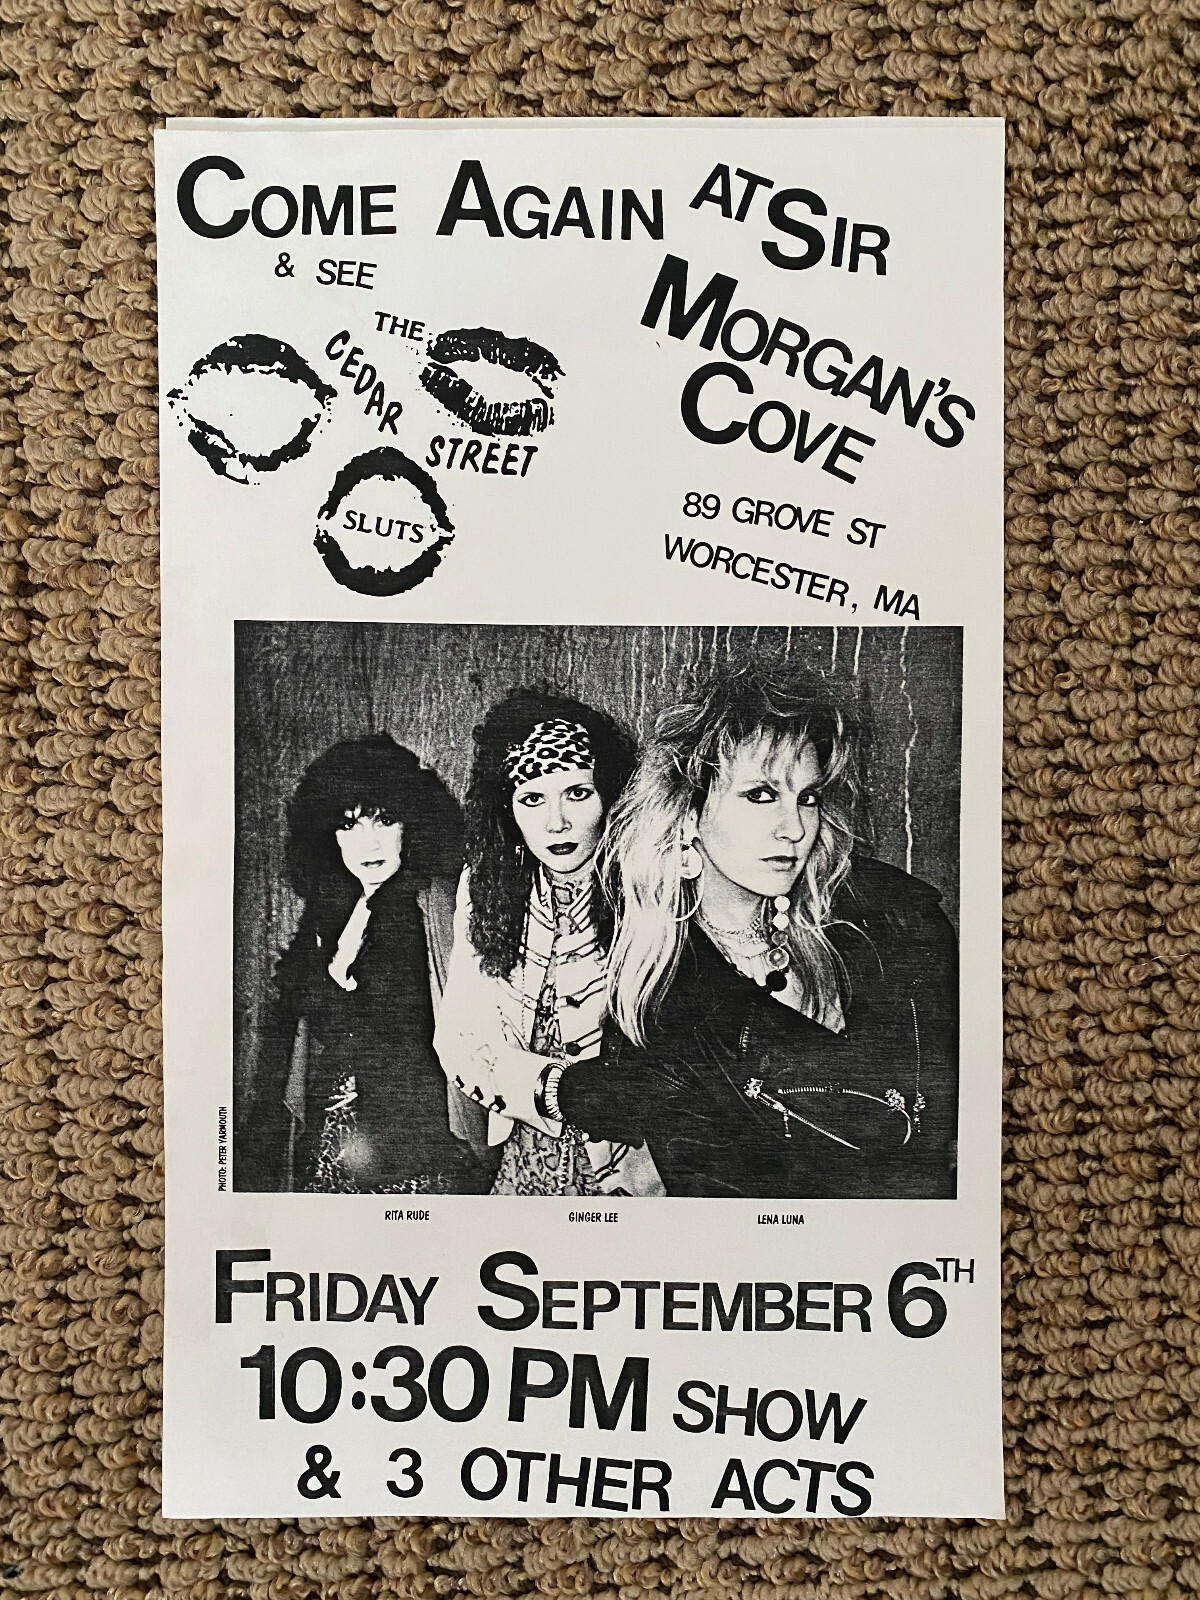 COME AGAIN AT SIR
MORGAN'S
COVE
& SEE
THE
CEDAR
STREET
SLUTS
89 GROVE ST
WORCESTER, MA
PHOTO: PETER YARMOUTH
RITA RUDE GINGER LEE LENA LUNA
FRIDAY SEPTEMBER 6TH
10:30 PM SHOW
& 3 OTHER ACTS